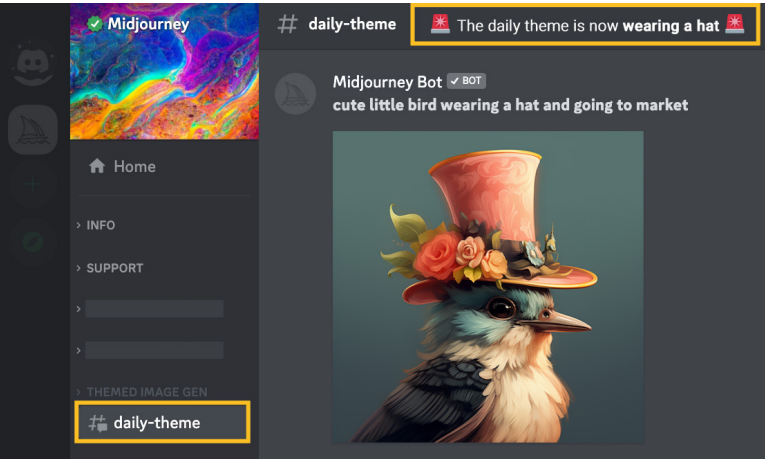 Midjourney
Home
INFO
SUPPORT
THEMED IMAGE GEN
daily-theme
daily-theme
The daily theme is now wearing a hat
Midjourney Bot ✓ BOT
cute little bird wearing a hat and going to market